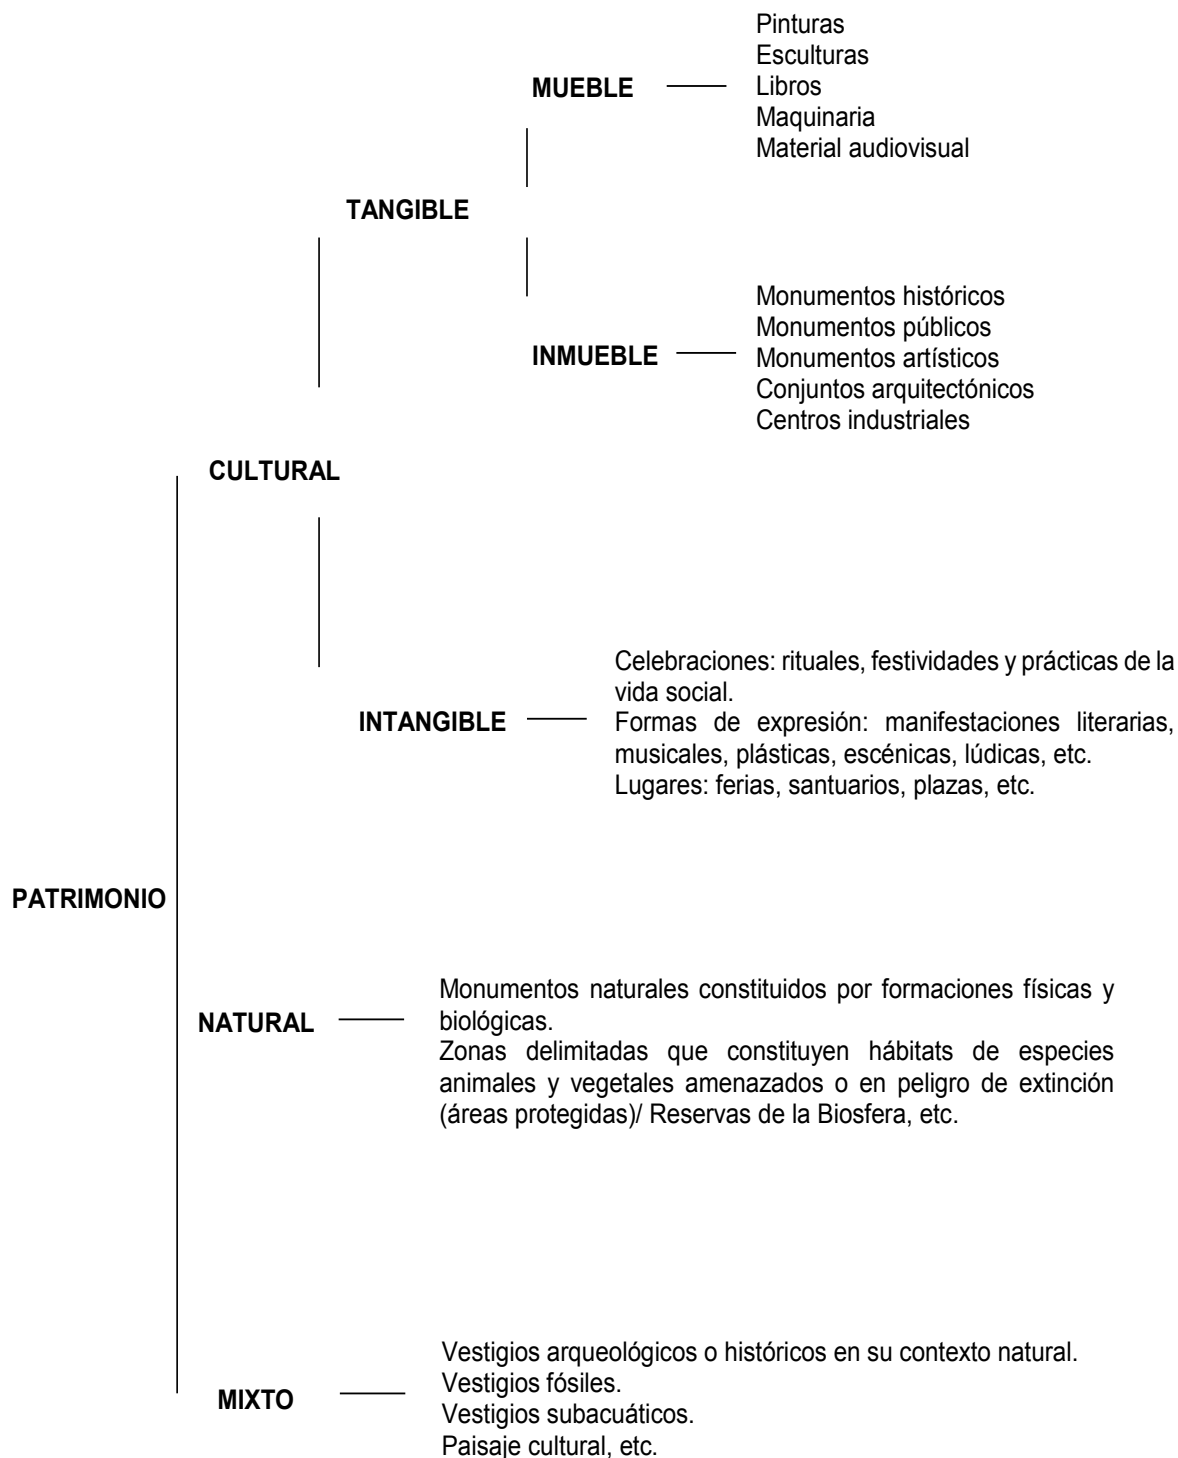 Pinturas
Esculturas
MUEBLE
Libros
Maquinaria
Material audiovisual
TANGIBLE
Monumentos históricos
Monumentos públicos
INMUEBLE
Monumentos artísticos
Conjuntos arquitectónicos
Centros industriales
CULTURAL
Celebraciones: rituales, festividades y prácticas de la
vida social.
INTANGIBLE
Formas de expresión: manifestaciones literarias,
musicales, plásticas, escénicas, lúdicas, etc.
Lugares: ferias, santuarios, plazas, etc.
PATRIMONIO
Monumentos naturales constituidos por formaciones físicas y
biológicas.
NATURAL
Zonas delimitadas que constituyen hábitats de especies
animales y vegetales amenazados o en peligro de extinción
(áreas protegidas)/ Reservas de la Biosfera, etc.
Vestigios arqueológicos o históricos en su contexto natural.
Vestigios fósiles.
MIXTO
Vestigios subacuáticos.
Paisaje cultural, etc.